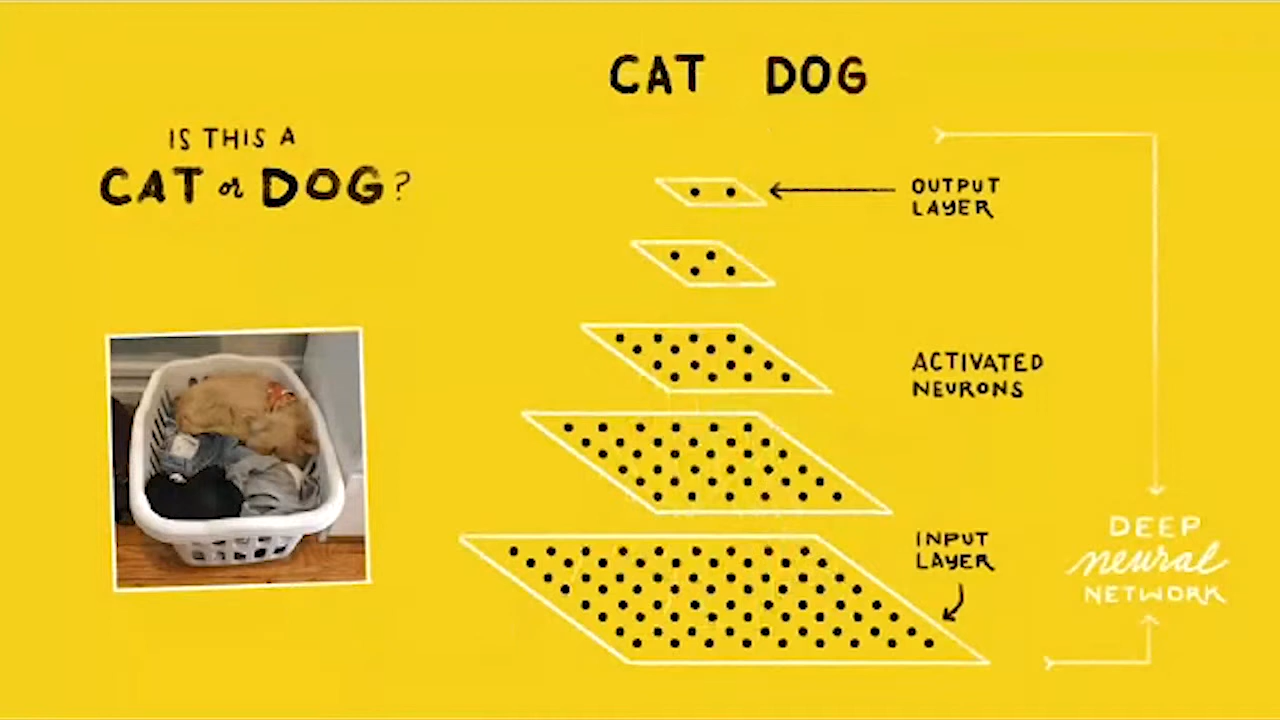 CAT DOG
IS THIS A
CAT or DOG?
OUTPUT
LAYER
ACTIVATED
NEURONS
INPUT
LAYER
DEEP
neural
NETWORK